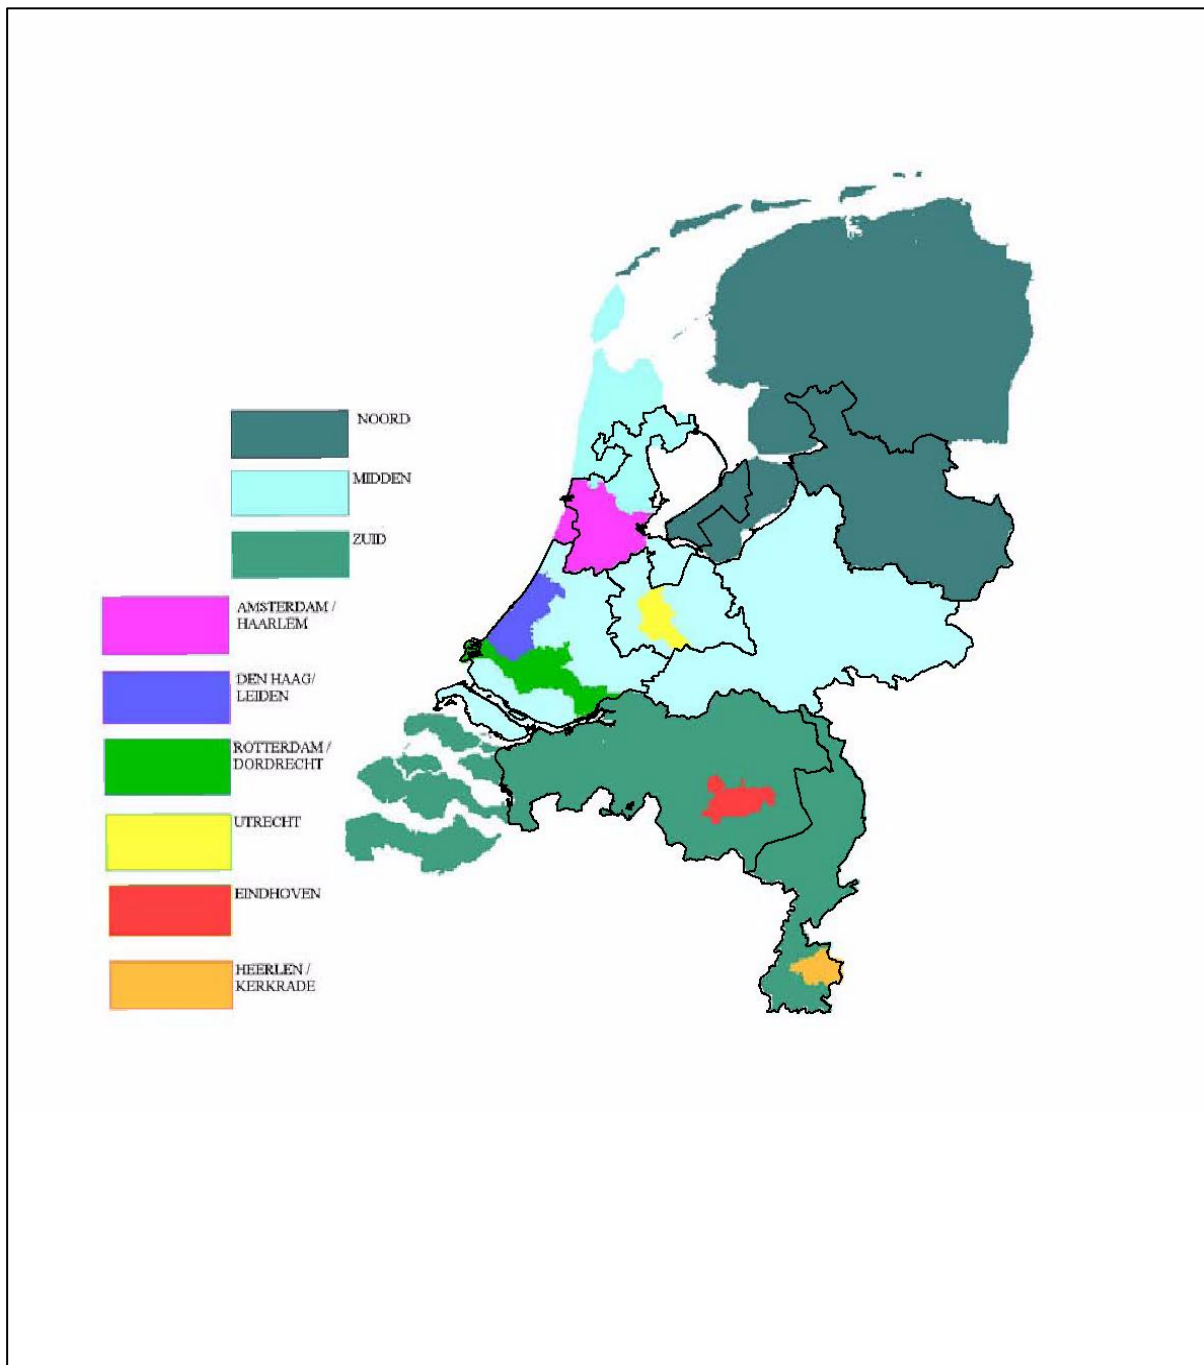 NOORD
MIDDEN
ZUID
AMSTERDAM /
HAARLEM
DEN HAAG/
LEIDEN
ROTTERDAM /
DORDRECHT
UTRECHT
EINDHOVEN
HEERLEN /
KERKRADE